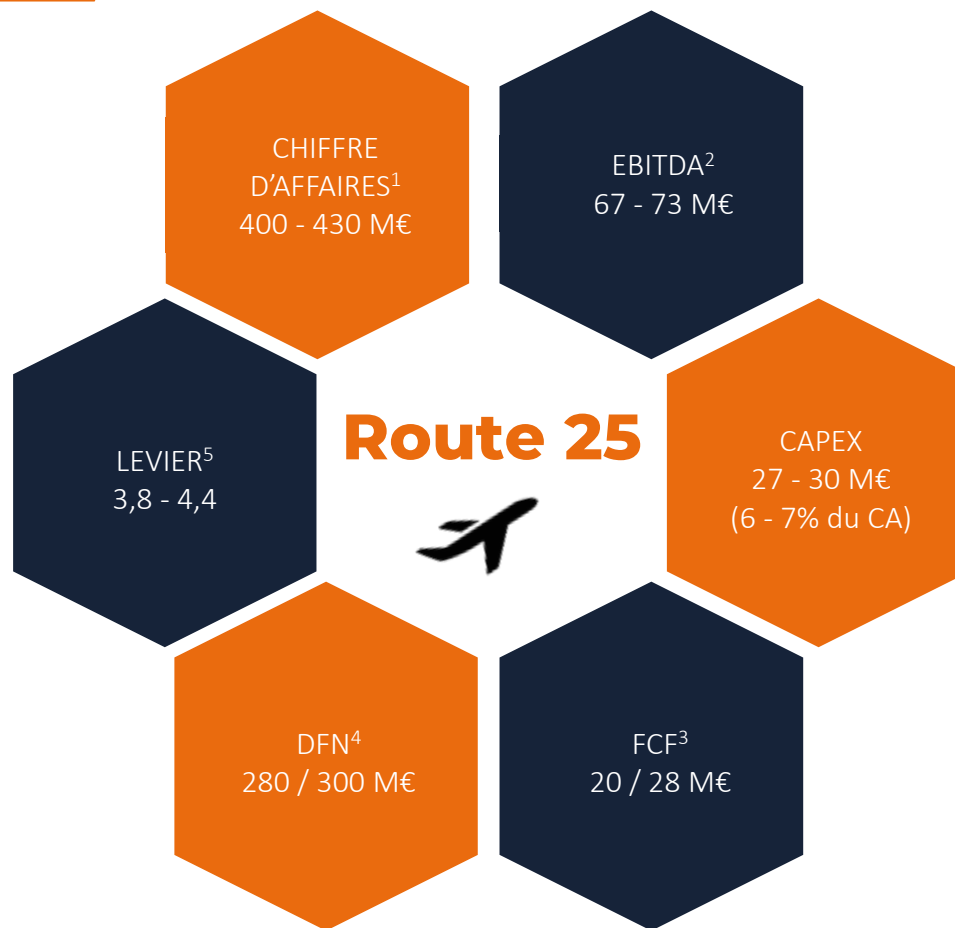 CHIFFRE
D’AFFAIRES¹
400 - 430 M€
EBITDA²
67 - 73 M€
LEVIER⁵
3,8 - 4,4
Route 25
CAPEX
27 - 30 M€
(6 - 7% du CA)
DFN⁴
280 / 300 M€
FCF³
20 / 28 M€